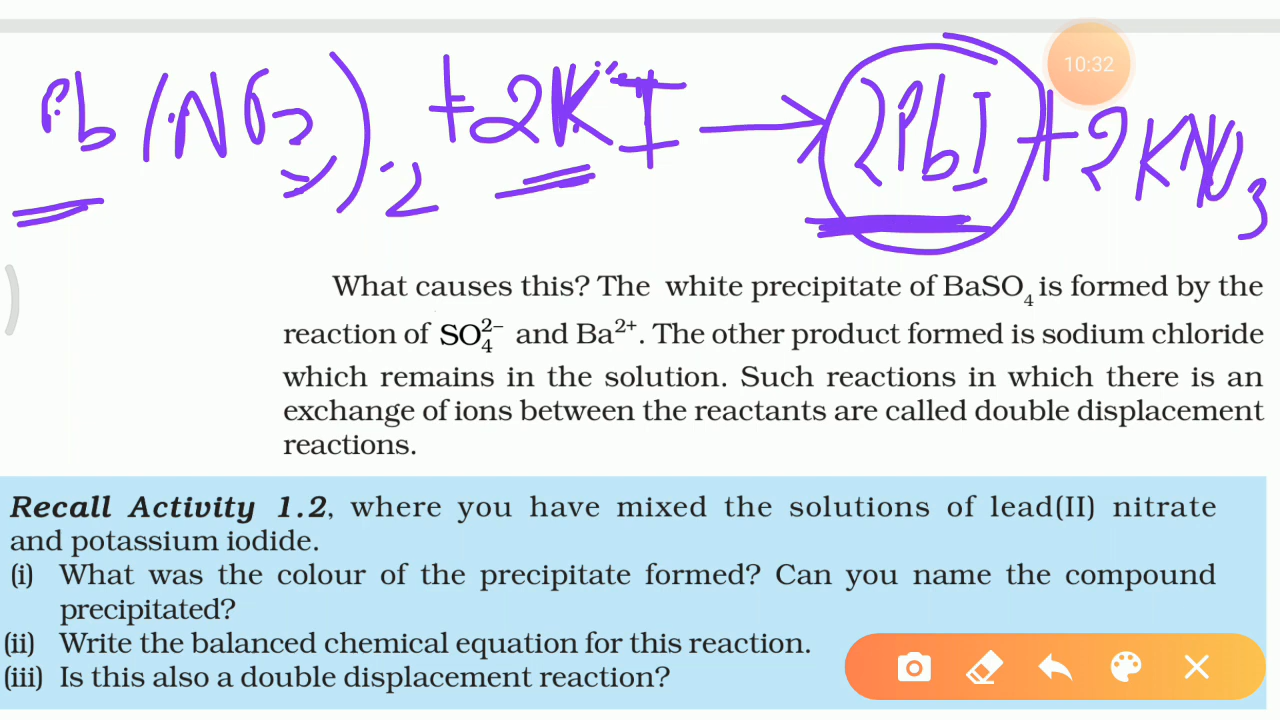 10:32
Pb(NO3)2 + 2KI → 2PbI + 2KNO3
What causes this? The white precipitate of BaSO4 is formed by the
reaction of SO4^2– and Ba^2+. The other product formed is sodium chloride
which remains in the solution. Such reactions in which there is an
exchange of ions between the reactants are called double displacement
reactions.
Recall Activity 1.2, where you have mixed the solutions of lead(II) nitrate
and potassium iodide.
(i) What was the colour of the precipitate formed? Can you name the compound
precipitated?
(ii) Write the balanced chemical equation for this reaction.
(iii) Is this also a double displacement reaction?